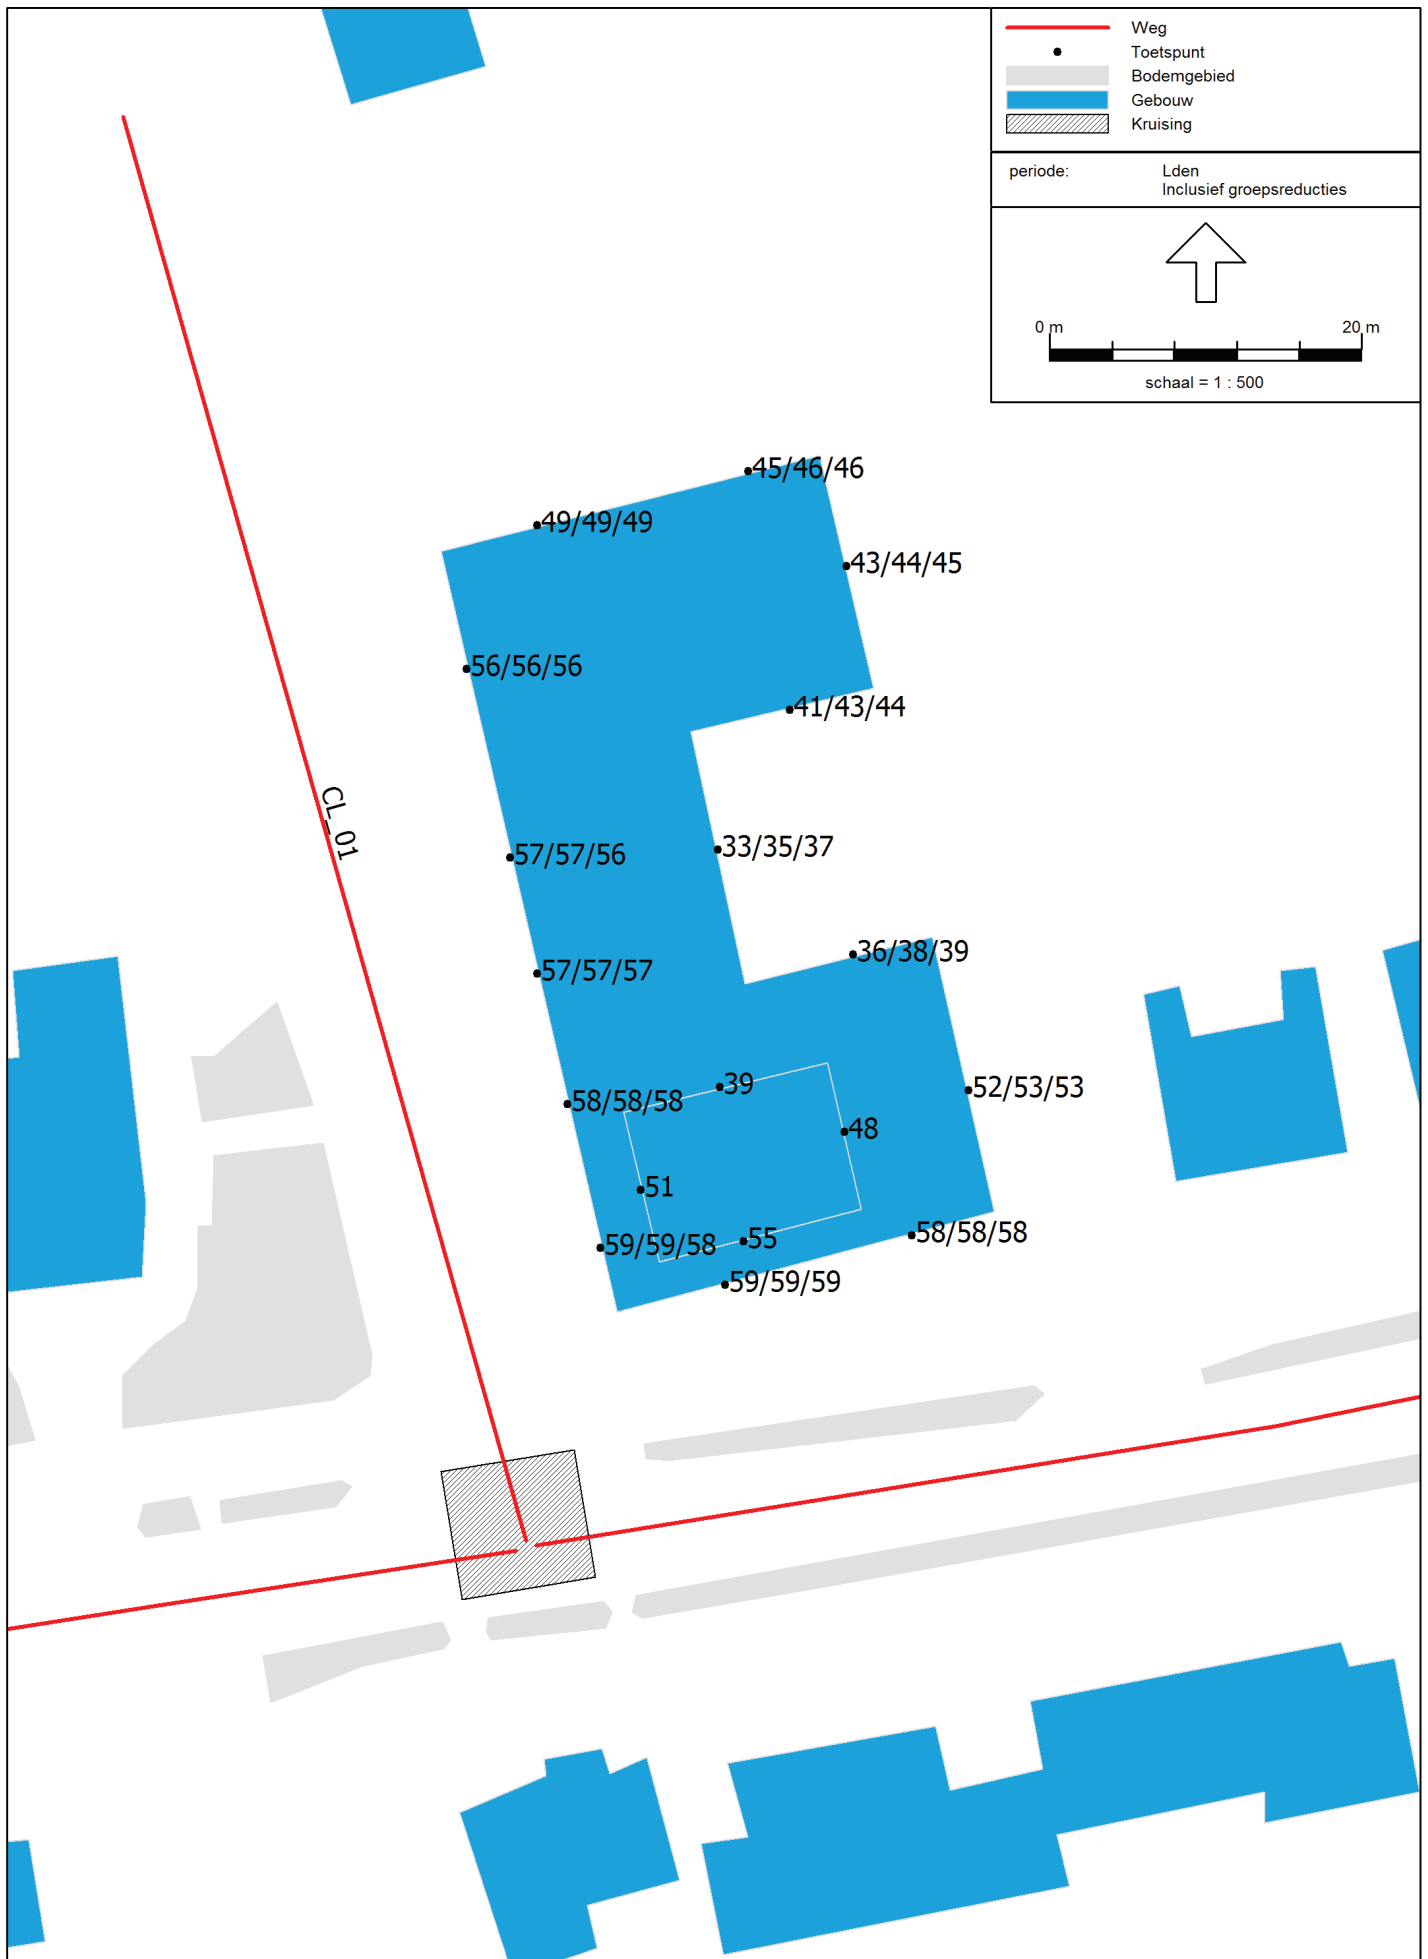 Weg
Toetspunt
Bodemgebied
Gebouw
Kruising
periode: Lden
Inclusief groepsreducties
0 m 20 m
schaal = 1 : 500
45/46/46
49/49/49
43/44/45
56/56/56
41/43/44
CL_01
33/35/37
57/57/56
36/38/39
57/57/57
39
52/53/53
58/58/58
48
51
58/58/58
55
59/59/58
59/59/59